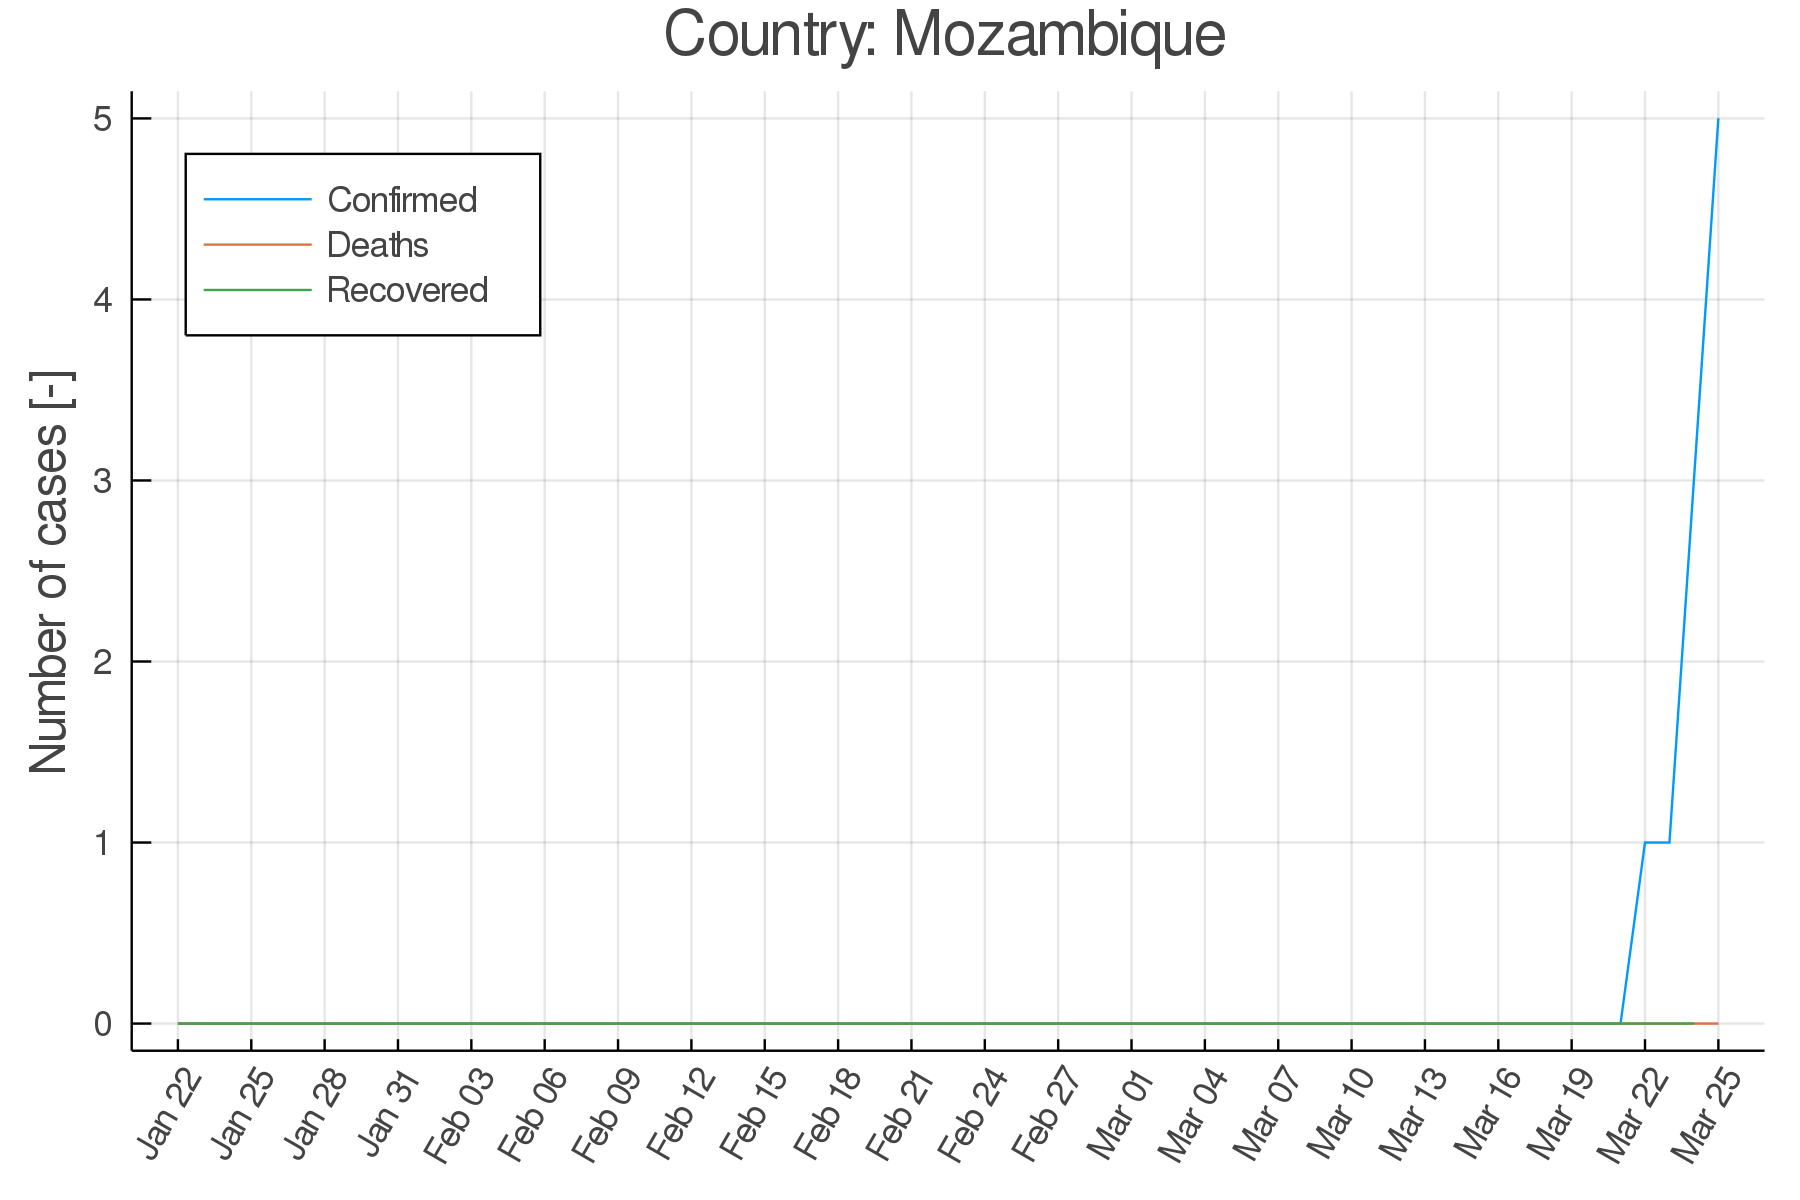 Country: Mozambique
Number of cases [-]
5
4
3
2
1
0
Confirmed
Deaths
Recovered
Jan 22
Jan 25
Jan 28
Jan 31
Feb 03
Feb 06
Feb 09
Feb 12
Feb 15
Feb 18
Feb 21
Feb 24
Feb 27
Mar 01
Mar 04
Mar 07
Mar 10
Mar 13
Mar 16
Mar 19
Mar 22
Mar 25